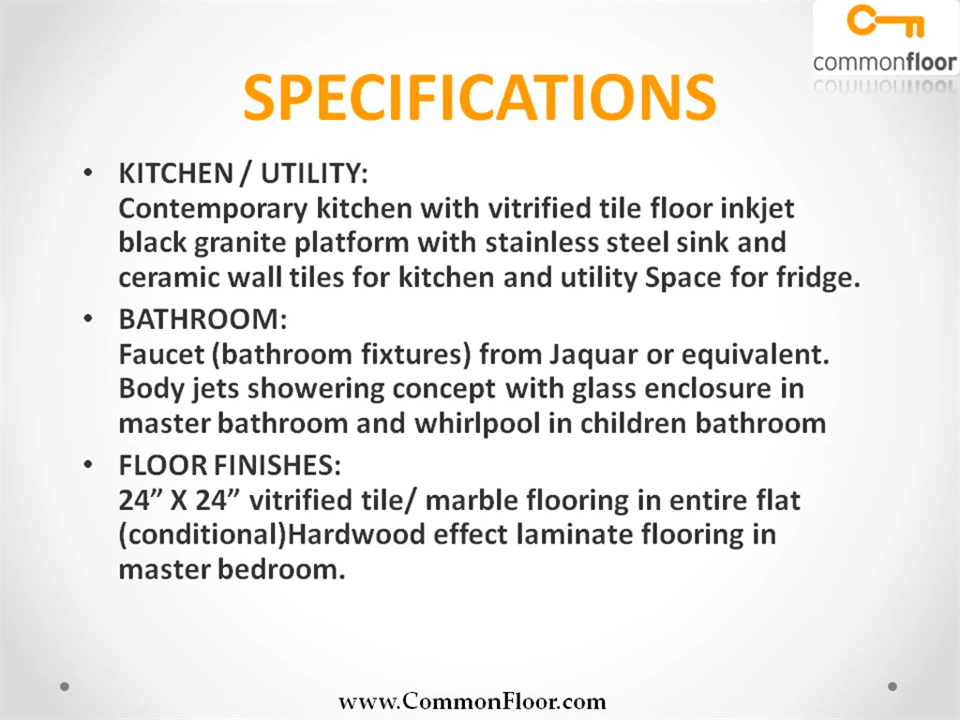 commonfloor
SPECIFICATIONS
• KITCHEN / UTILITY:
Contemporary kitchen with vitrified tile floor inkjet
black granite platform with stainless steel sink and
ceramic wall tiles for kitchen and utility Space for fridge.
• BATHROOM:
Faucet (bathroom fixtures) from Jaquar or equivalent.
Body jets showering concept with glass enclosure in
master bathroom and whirlpool in children bathroom
• FLOOR FINISHES:
24” X 24” vitrified tile/ marble flooring in entire flat
(conditional)Hardwood effect laminate flooring in
master bedroom.
www.CommonFloor.com